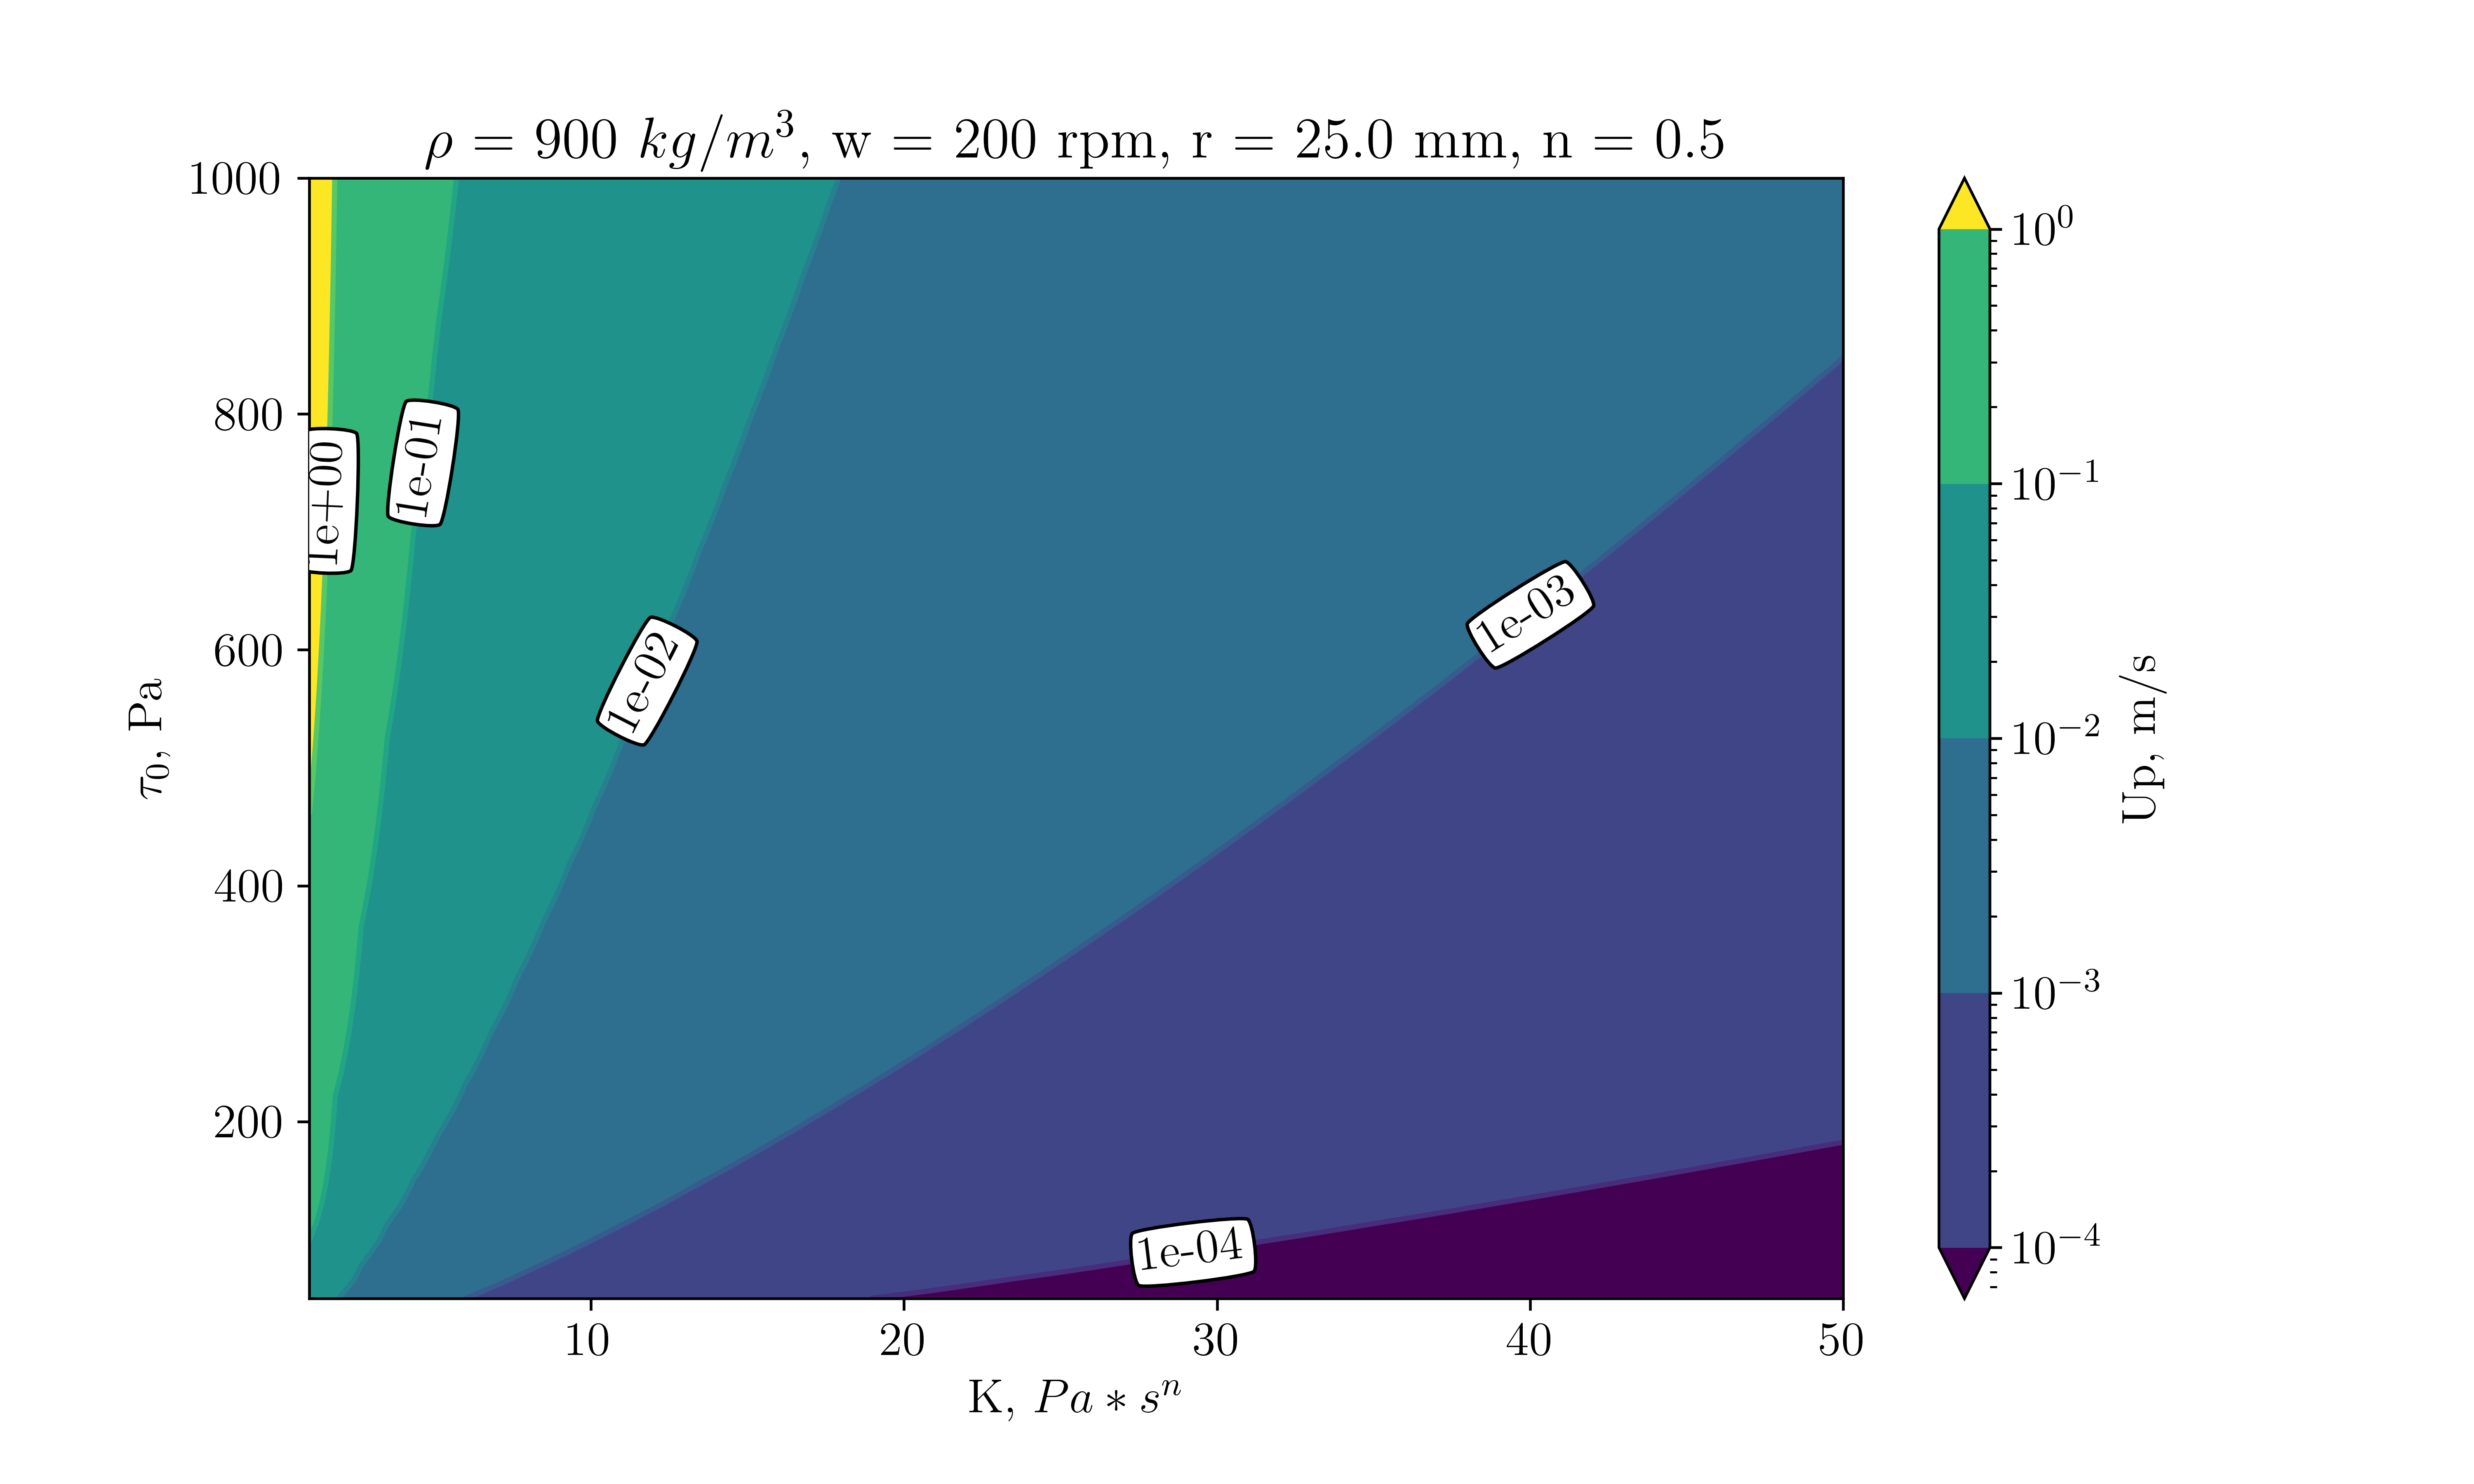 ρ = 900 kg/m³, w = 200 rpm, r = 25.0 mm, n = 0.5
1000
800
600
400
200
τ₀, Pa
1e+00
1e-01
1e-02
1e-03
1e-04
10
20
30
40
50
K, Pa * sⁿ
10⁰
10⁻¹
10⁻²
10⁻³
10⁻⁴
Up, m/s